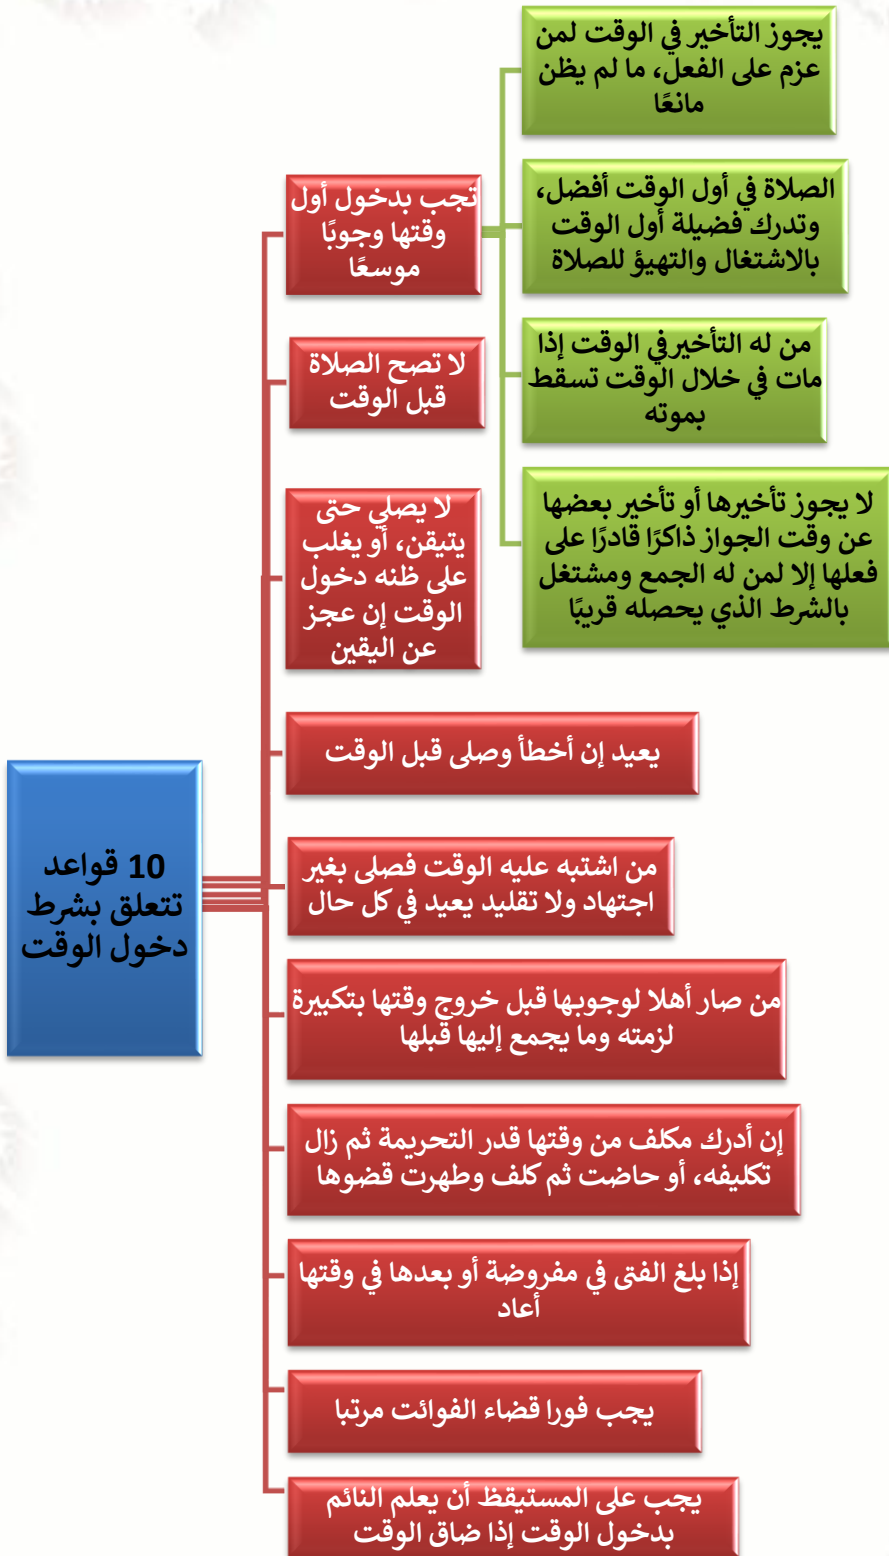 10 قواعد
تتعلق بشرط
دخول الوقت
تجب بدخول أول
وقتها وجوبًا
موسعًا
يجوز التأخير في الوقت لمن
عزم على الفعل، ما لم يظن
مانعًا
الصلاة في أول الوقت أفضل،
وتدرك فضيلة أول الوقت
بالاشتغال والتهيؤ للصلاة
من له التأخير في الوقت إذا
مات في خلال الوقت تسقط
بموته
لا يجوز تأخيرها أو تأخير بعضها
عن وقت الجواز ذاكرًا قادرًا على
فعلها إلا لمن له الجمع ومشتغل
بالشرط الذي يحصله قريبًا
لا تصح الصلاة
قبل الوقت
لا يصلي حتى
يتيقن، أو يغلب
على ظنه دخول
الوقت إن عجز
عن اليقين
يعيد إن أخطأ وصلى قبل الوقت
من اشتبه عليه الوقت فصلى بغير
اجتهاد ولا تقليد يعيد في كل حال
من صار أهلا لوجوبها قبل خروج وقتها بتكبيرة
لزمته وما يجمع إليها قبلها
إن أدرك مكلف من وقتها قدر التحريمة ثم زال
تكليفه، أو حاضت ثم كلف وطهرت قضوها
إذا بلغ الفتى في مفروضة أو بعدها في وقتها
أعاد
يجب فورا قضاء الفوائت مرتبا
يجب على المستيقظ أن يعلم النائم
بدخول الوقت إذا ضاق الوقت